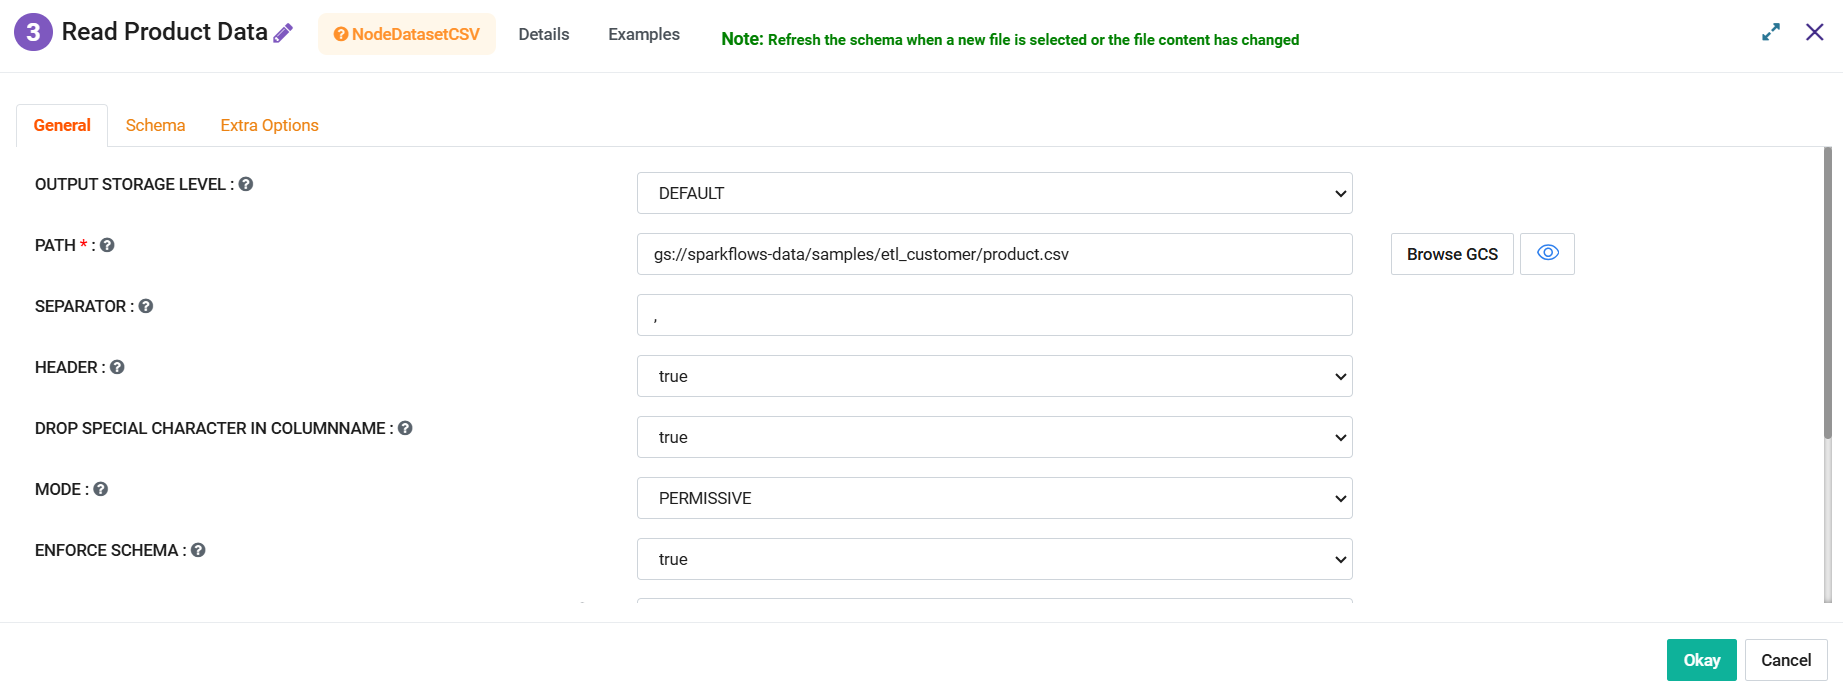 3 Read Product Data NodeDatasetCSV Details Examples Note: Refresh the schema when a new file is selected or the file content has changed
General Schema Extra Options
OUTPUT STORAGE LEVEL : DEFAULT
PATH * : gs://sparkflows-data/samples/etl_customer/product.csv Browse GCS
SEPARATOR : ,
HEADER : true
DROP SPECIAL CHARACTER IN COLUMNNAME : true
MODE : PERMISSIVE
ENFORCE SCHEMA : true
Okay Cancel